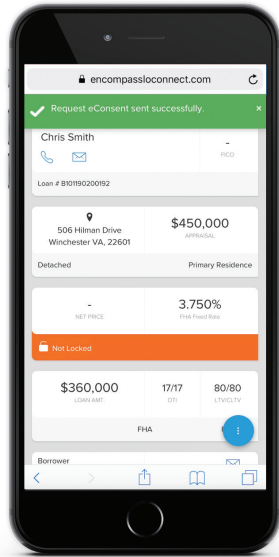 encompassloconnect.com
Request eConsent sent successfully.
Chris Smith
-
FICO
Loan # B101190200192
506 Hilman Drive
Winchester VA, 22601
$450,000
APPRAISAL
Detached
Primary Residence
-
NET PRICE
3.750%
FHA Fixed Rate
Not Locked
$360,000
LOAN AMT
17/17
DTI
80/80
LTV/CLTV
FHA
Borrower